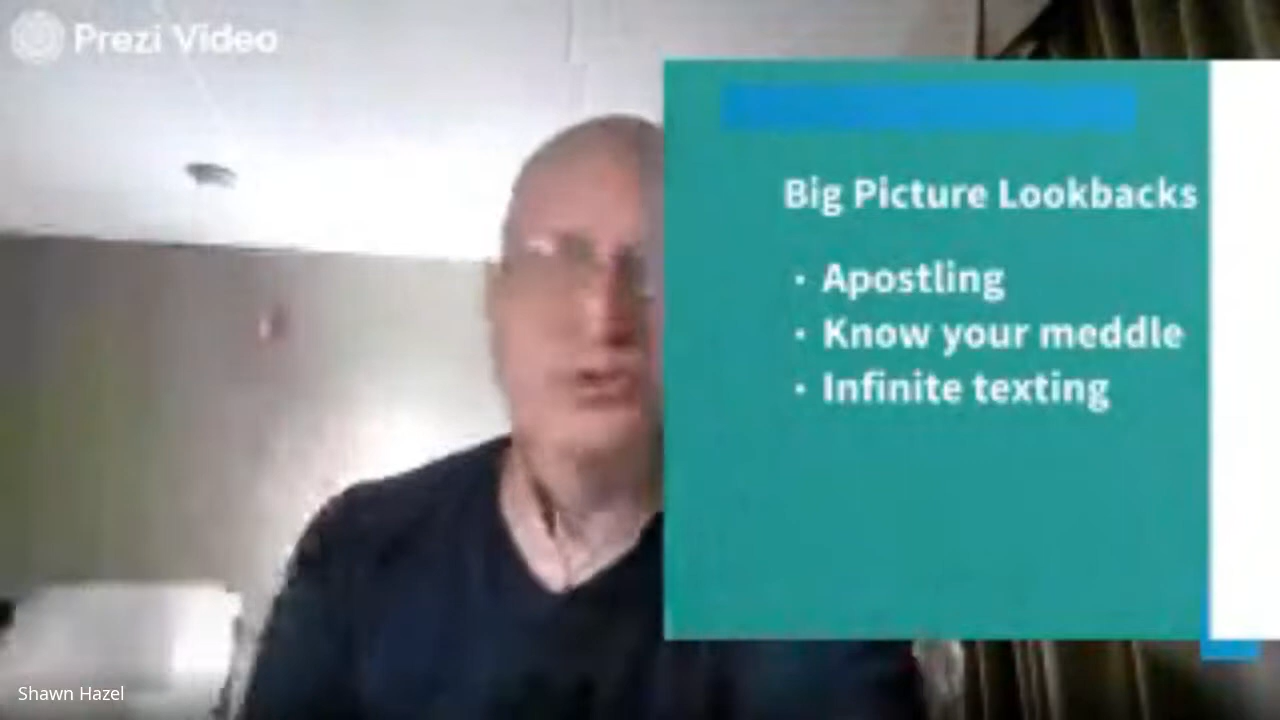 Prezi Video
Big Picture Lookbacks
· Apostling
· Know your meddle
· Infinite texting
Shawn Hazel